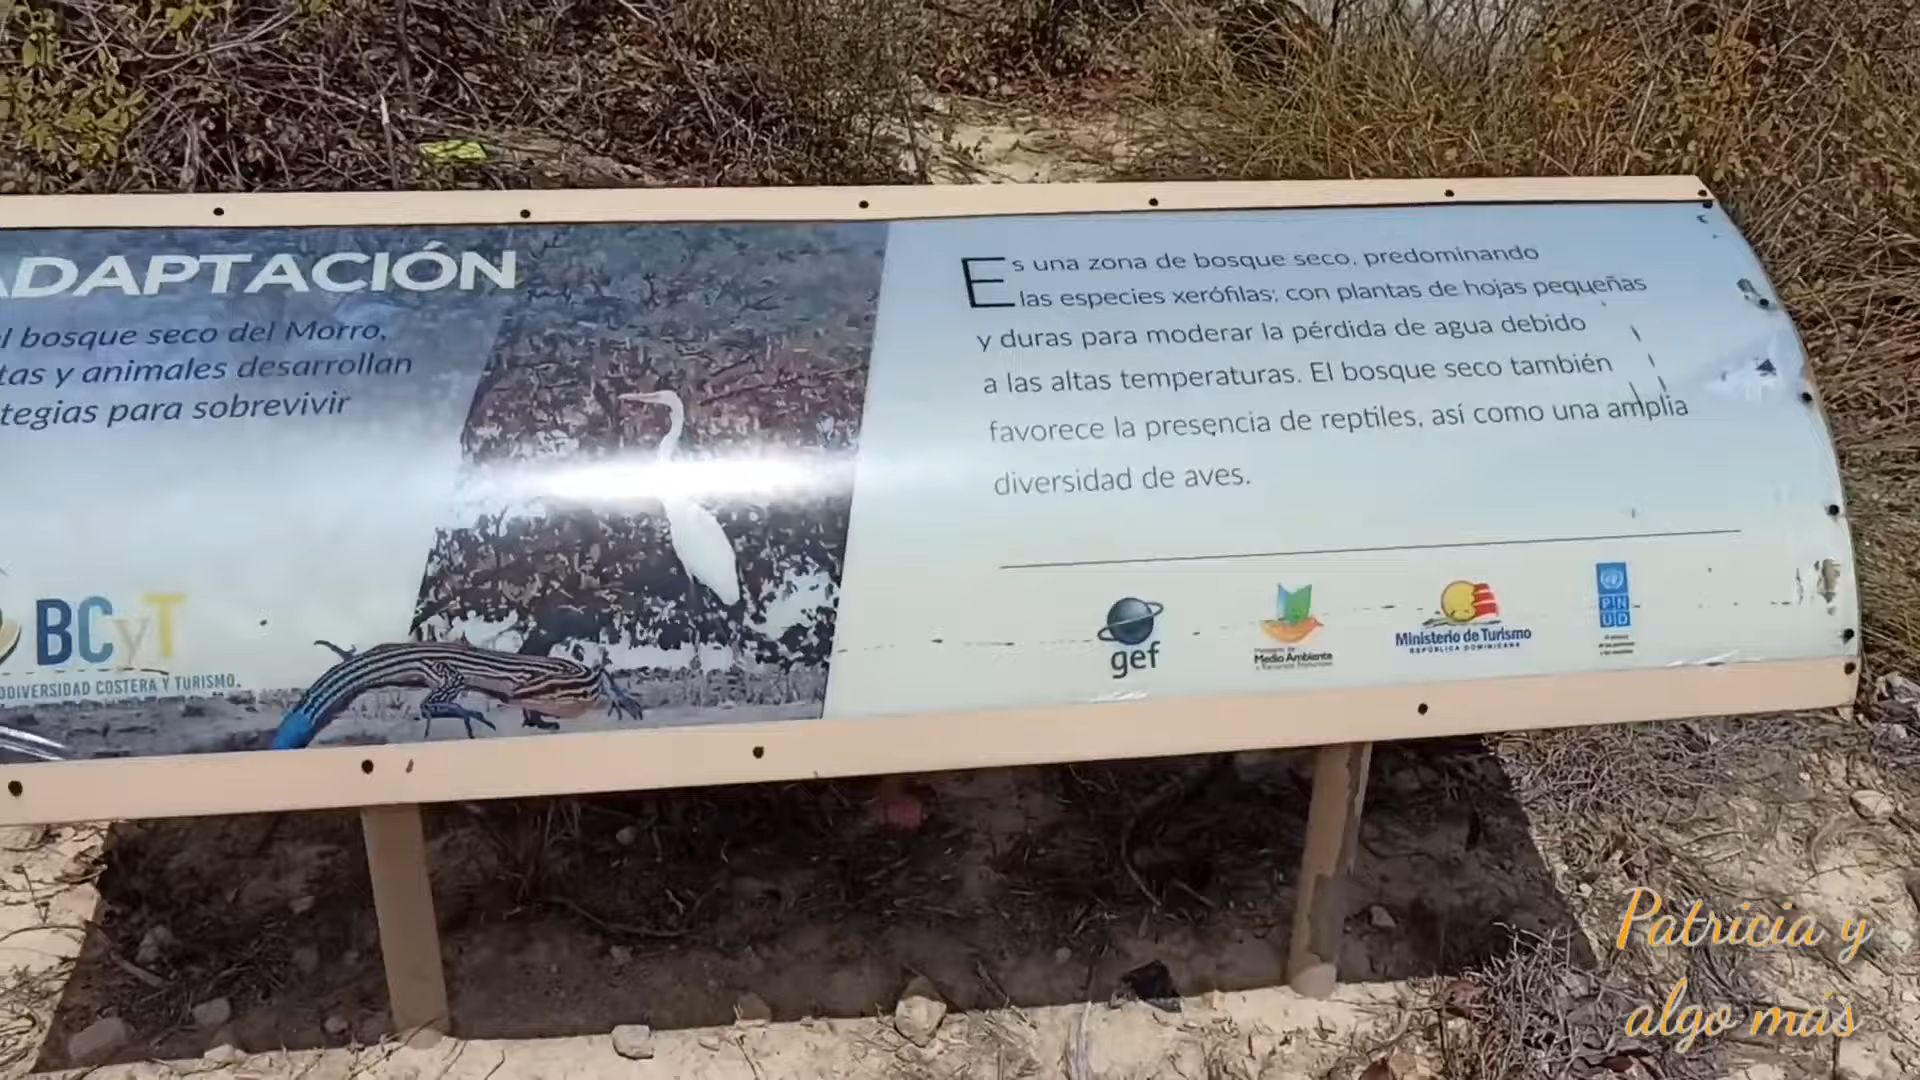 ADAPTACIÓN
l bosque seco del Morro,
tas y animales desarrollan
tegias para sobrevivir
BCyT
ODIVERSIDAD COSTERA Y TURISMO.
Es una zona de bosque seco, predominando
las especies xerófilas; con plantas de hojas pequeñas
y duras para moderar la pérdida de agua debido
a las altas temperaturas. El bosque seco también
favorece la presencia de reptiles, así como una amplia
diversidad de aves.
gef
Medio Ambiente
Ministerio de Turismo
REPÚBLICA DOMINICANA
PN
UD
Patricia y
algo más